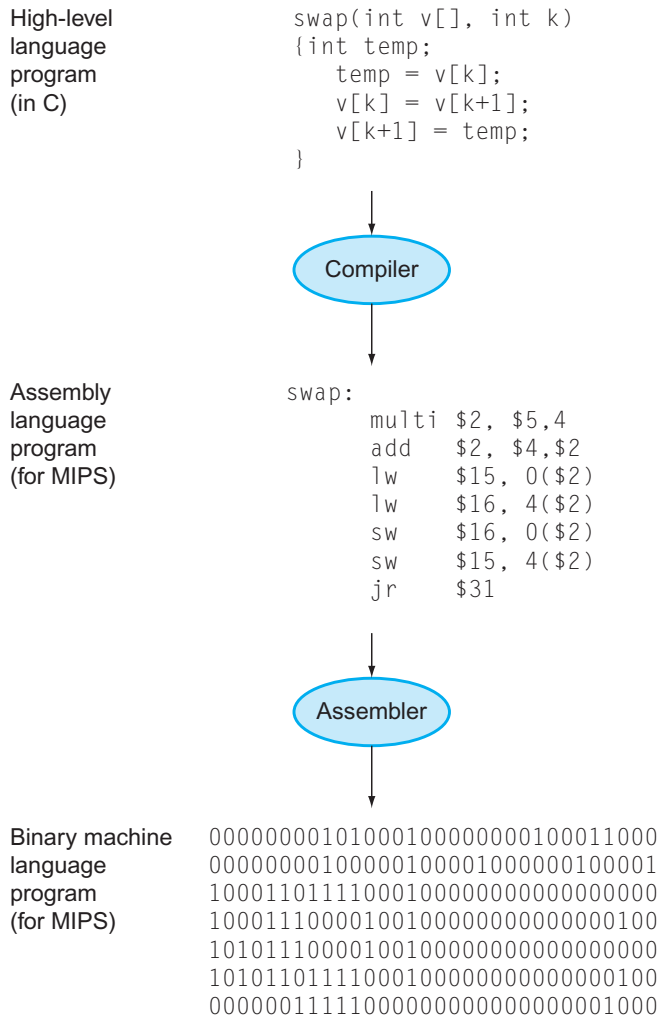 High-level
language
program
(in C)
swap(int v[], int k)
{int temp;
   temp = v[k];
   v[k] = v[k+1];
   v[k+1] = temp;
}
Compiler
Assembly
language
program
(for MIPS)
swap:
      multi $2, $5,4
      add   $2, $4,$2
      lw    $15, 0($2)
      lw    $16, 4($2)
      sw    $16, 0($2)
      sw    $15, 4($2)
      jr    $31
Assembler
Binary machine
language
program
(for MIPS)
00000000101000100000000100011000
00000000100000100001000000100001
10001101111000100000000000000000
10001110000100100000000000000100
10101110000100100000000000000000
10101101111000100000000000000100
00000011111000000000000000001000